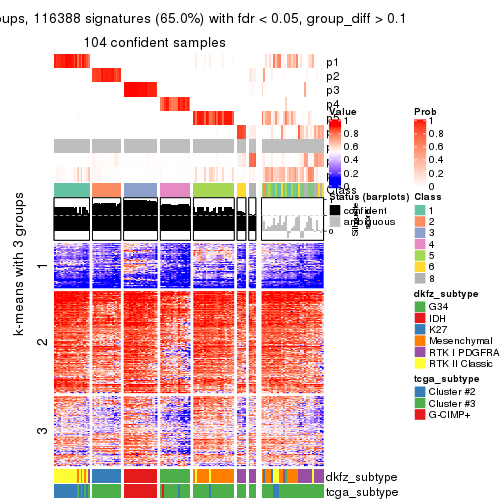 oups, 116388 signatures (65.0%) with fdr < 0.05, group_diff > 0.1
104 confident samples
p1
p2
p3
p4
Class
k-means with 3 groups
1
2
3
dkfz_subtype
tcga_subtype
Value
1
0.8
0.6
0.4
0.2
0
Status (barplots)
confident
ambiguous
0
Prob
1
0.8
0.6
0.4
0.2
0
Class
1
2
3
4
5
6
8
dkfz_subtype
G34
IDH
K27
Mesenchymal
RTK I PDGFRA
RTK II Classic
tcga_subtype
Cluster #2
Cluster #3
G-CIMP+